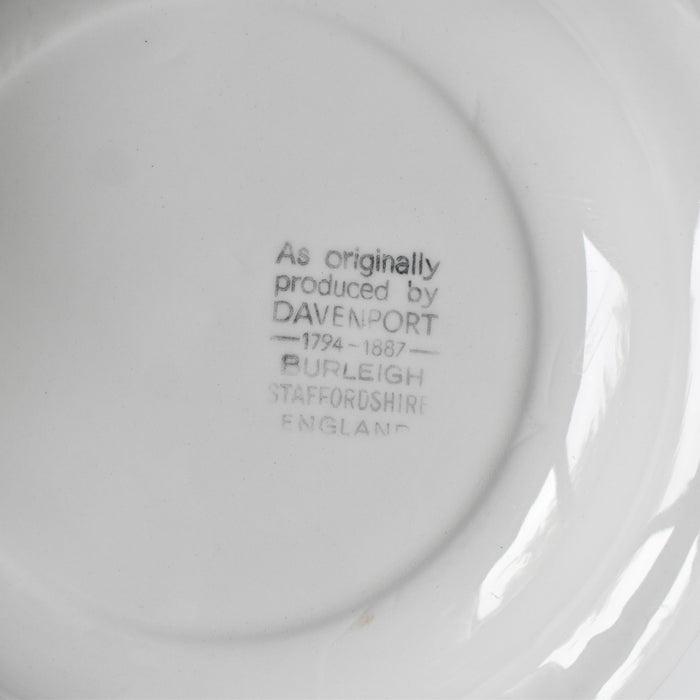 As originally
produced by
DAVENPORT
—1794-1887—
BURLEIGH
STAFFORDSHIRE
ENGLAND